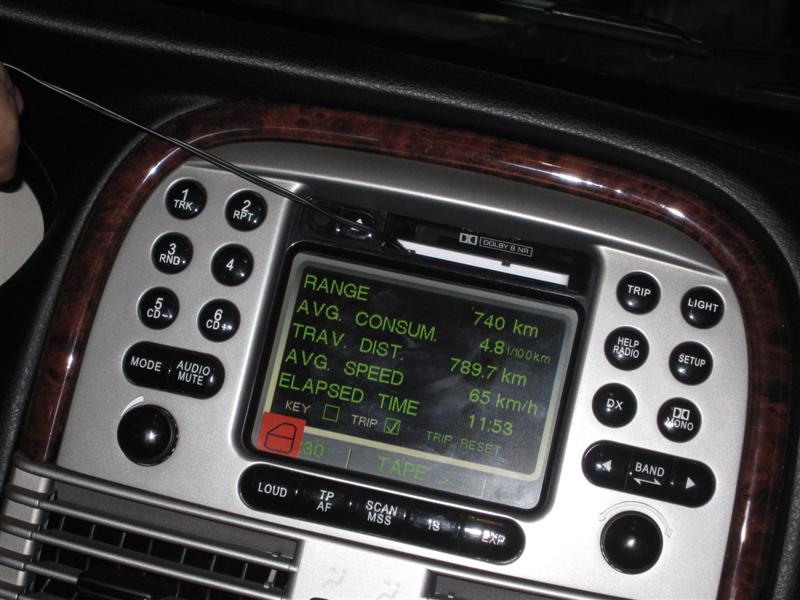 1
TRK
2
RPT.
3
RND
4
5
CD-
6
CD+
MODE
AUDIO
MUTE
DOLBY B NR
RANGE 740 km
AVG. CONSUM. 4.8 l/100km
TRAV. DIST. 789.7 km
AVG. SPEED 65 km/h
ELAPSED TIME 11:53
KEY TRIP TRIP RESET
:30 TAPE >
LOUD
TP
AF
SCAN
MSS
IS
EXP
TRIP
LIGHT
HELP
RADIO
SETUP
DX
MONO
BAND